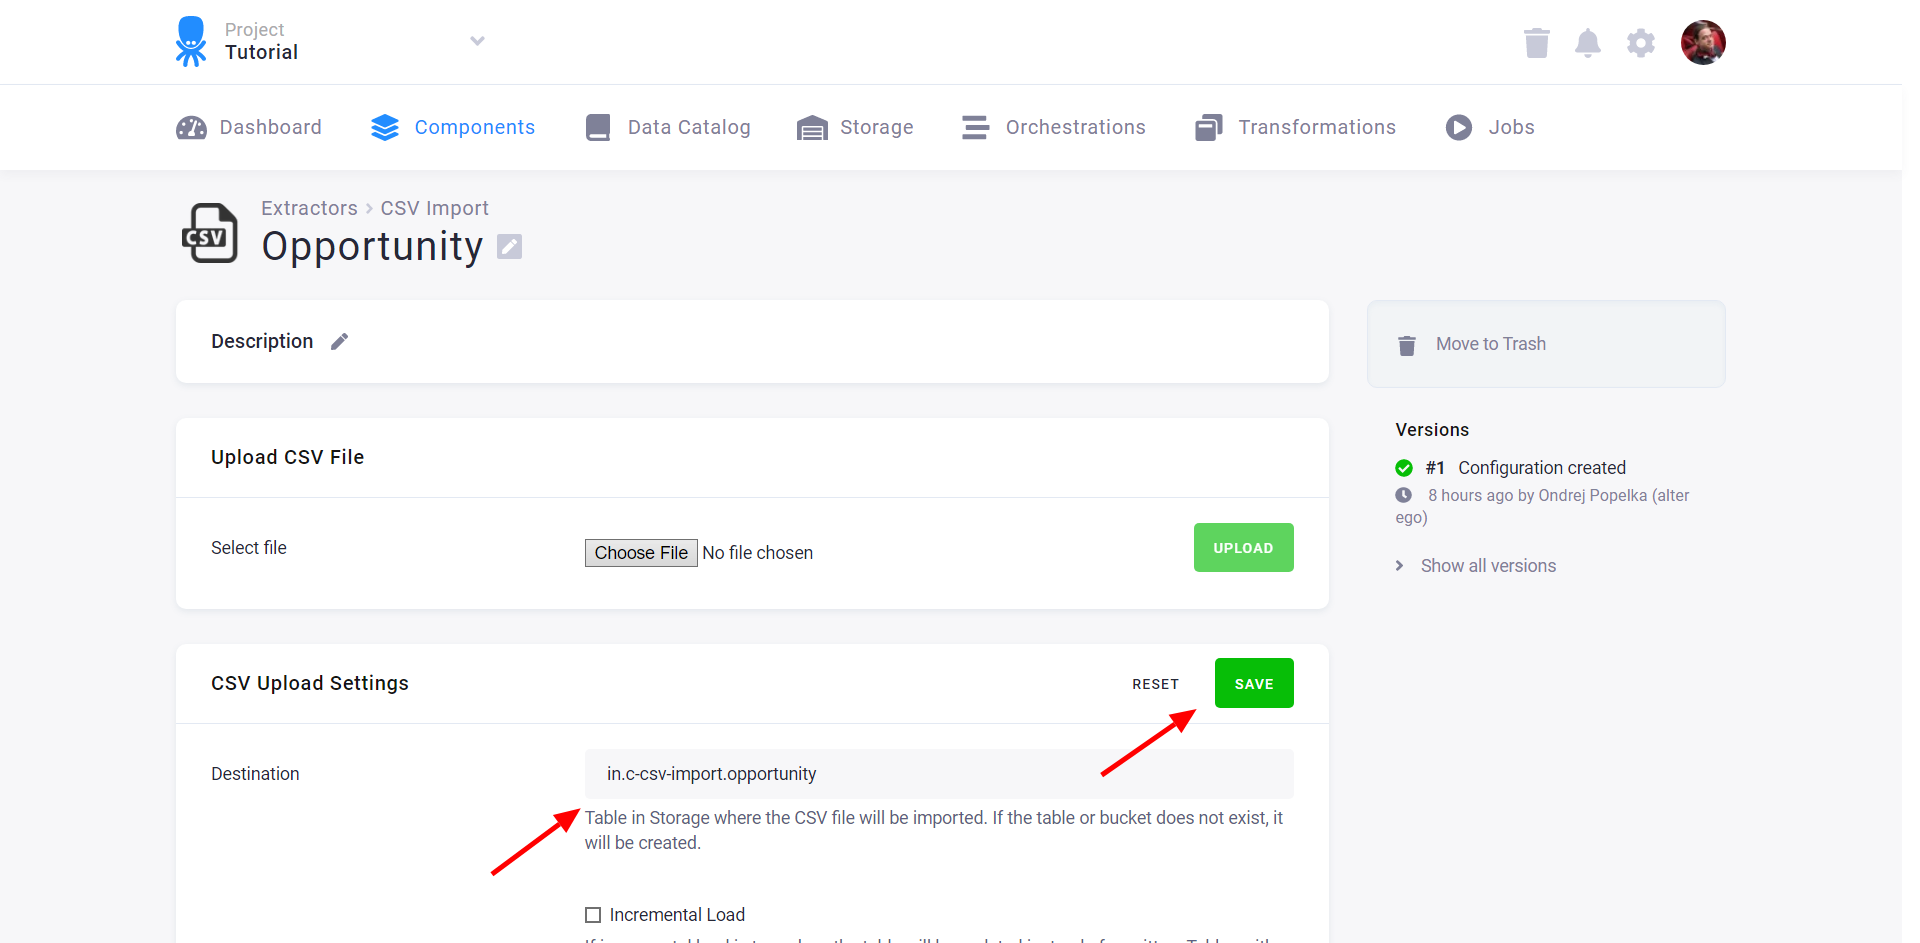 Project
Tutorial
Dashboard
Components
Data Catalog
Storage
Orchestrations
Transformations
Jobs
Extractors
CSV Import
CSV
Opportunity
Description
Move to Trash
Versions
#1 Configuration created
8 hours ago by Ondrej Popelka (alter
ego)
Show all versions
Upload CSV File
Select file
Choose File No file chosen
UPLOAD
CSV Upload Settings
RESET
SAVE
Destination
in.c-csv-import.opportunity
Table in Storage where the CSV file will be imported. If the table or bucket does not exist, it
will be created.
Incremental Load